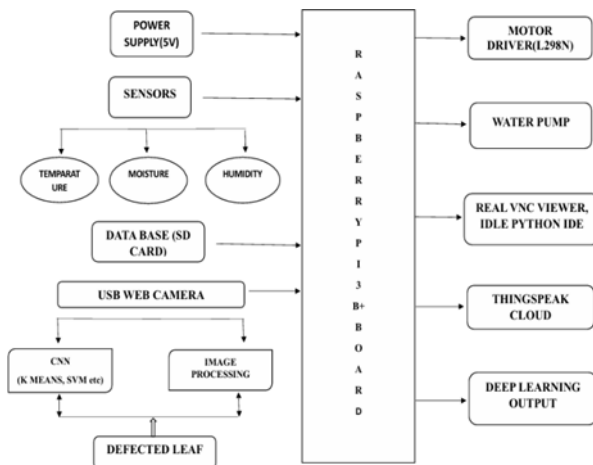 POWER
SUPPLY(5V)
SENSORS
TEMPARAT
URE
MOISTURE
HUMIDITY
DATA BASE (SD
CARD)
USB WEB CAMERA
CNN
(K MEANS, SVM etc)
IMAGE
PROCESSING
DEFECTED LEAF
R
A
S
P
B
E
R
R
Y
P
I
3
B+
B
O
A
R
D
MOTOR
DRIVER(L298N)
WATER PUMP
REAL VNC VIEWER,
IDLE PYTHON IDE
THINGSPEAK
CLOUD
DEEP LEARNING
OUTPUT